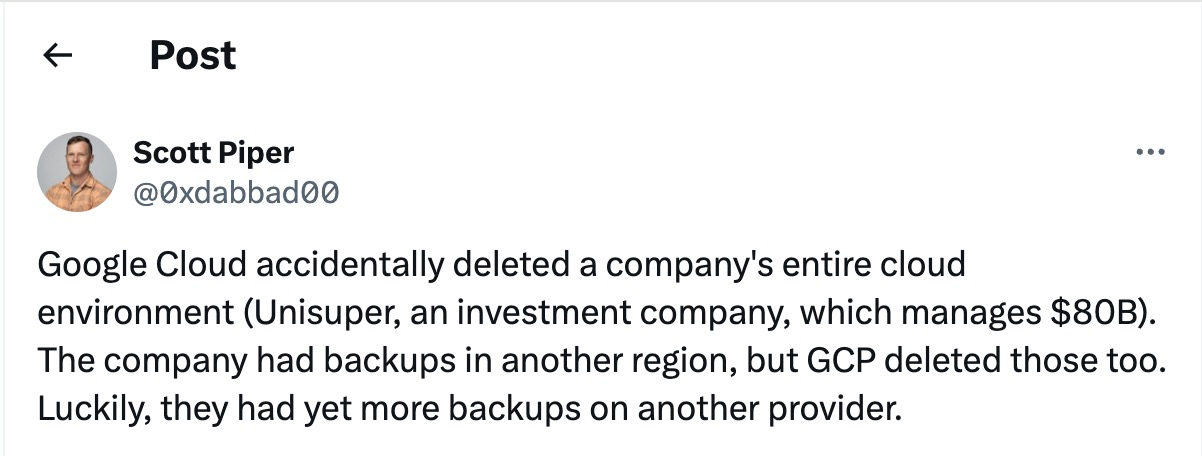 Post
Scott Piper
@0xdabbad00
Google Cloud accidentally deleted a company's entire cloud
environment (Unisuper, an investment company, which manages $80B).
The company had backups in another region, but GCP deleted those too.
Luckily, they had yet more backups on another provider.